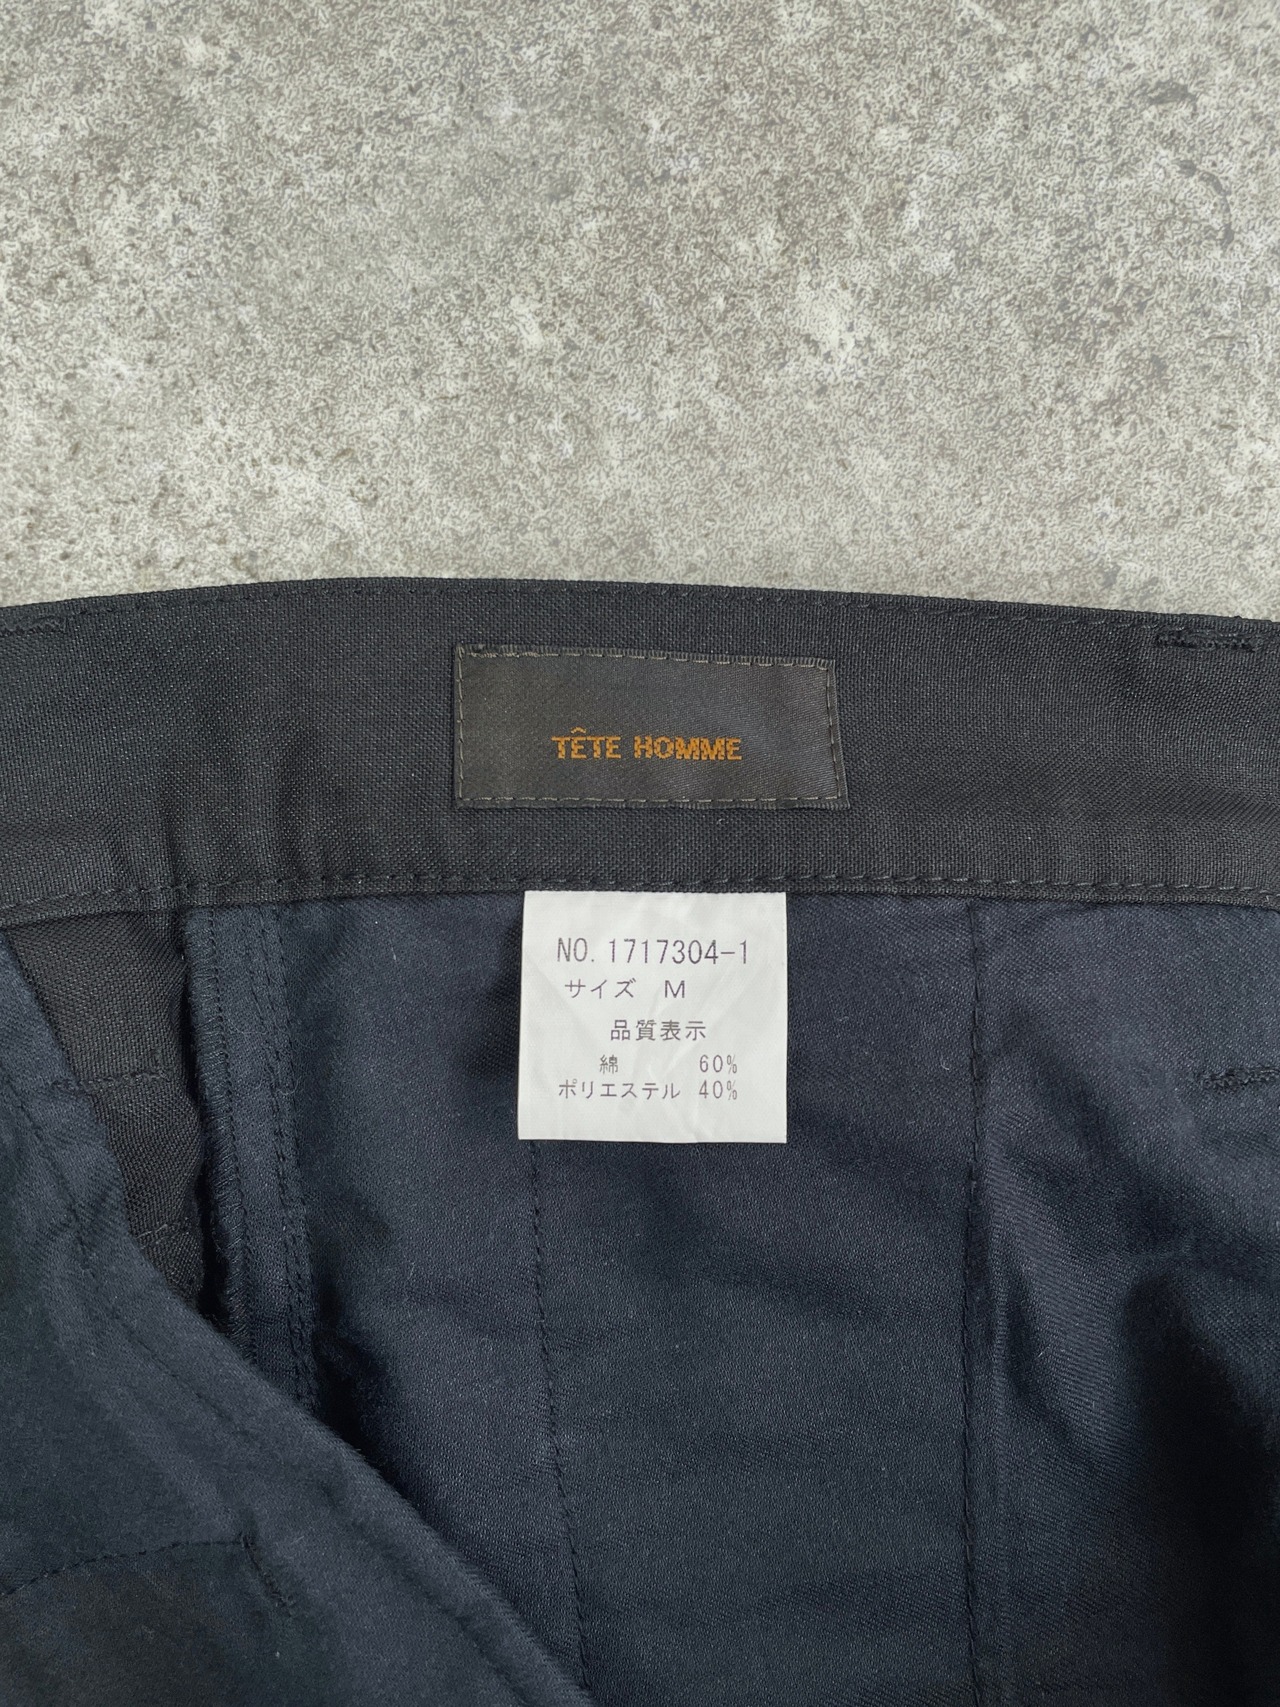 TÊTE HOMME
NO. 1717304-1
サイズ M
品質表示
綿 60%
ポリエステル 40%